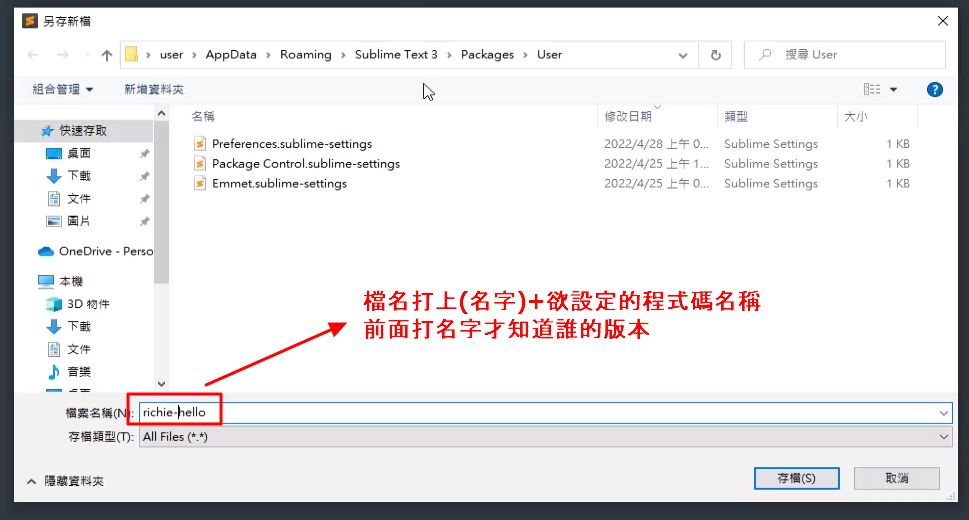 另存新檔
user › AppData › Roaming › Sublime Text 3 › Packages › User
搜尋 User
組合管理 新增資料夾
名稱 修改日期 類型 大小
快速存取
桌面
下載
文件
圖片
OneDrive - Perso
本機
3D 物件
下載
文件
音樂
Preferences.sublime-settings 2022/4/28 上午 0... Sublime Settings 1 KB
Package Control.sublime-settings 2022/4/25 上午 1... Sublime Settings 1 KB
Emmet.sublime-settings 2022/4/25 上午 0... Sublime Settings 1 KB
檔名打上(名字)+欲設定的程式碼名稱
前面打名字才知道誰的版本
檔案名稱(N): richie-hello
存檔類型(T): All Files (*.*)
隱藏資料夾
存檔(S) 取消